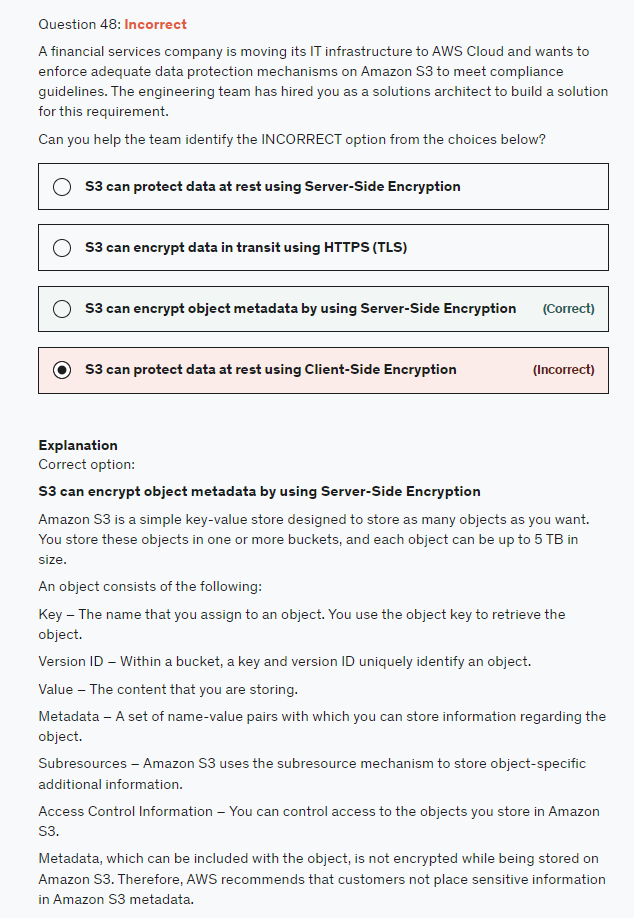 Question 48: Incorrect
A financial services company is moving its IT infrastructure to AWS Cloud and wants to
enforce adequate data protection mechanisms on Amazon S3 to meet compliance
guidelines. The engineering team has hired you as a solutions architect to build a solution
for this requirement.
Can you help the team identify the INCORRECT option from the choices below?
S3 can protect data at rest using Server-Side Encryption
S3 can encrypt data in transit using HTTPS (TLS)
S3 can encrypt object metadata by using Server-Side Encryption (Correct)
S3 can protect data at rest using Client-Side Encryption (Incorrect)
Explanation
Correct option:
S3 can encrypt object metadata by using Server-Side Encryption
Amazon S3 is a simple key-value store designed to store as many objects as you want.
You store these objects in one or more buckets, and each object can be up to 5 TB in
size.
An object consists of the following:
Key – The name that you assign to an object. You use the object key to retrieve the
object.
Version ID – Within a bucket, a key and version ID uniquely identify an object.
Value – The content that you are storing.
Metadata – A set of name-value pairs with which you can store information regarding the
object.
Subresources – Amazon S3 uses the subresource mechanism to store object-specific
additional information.
Access Control Information – You can control access to the objects you store in Amazon
S3.
Metadata, which can be included with the object, is not encrypted while being stored on
Amazon S3. Therefore, AWS recommends that customers not place sensitive information
in Amazon S3 metadata.